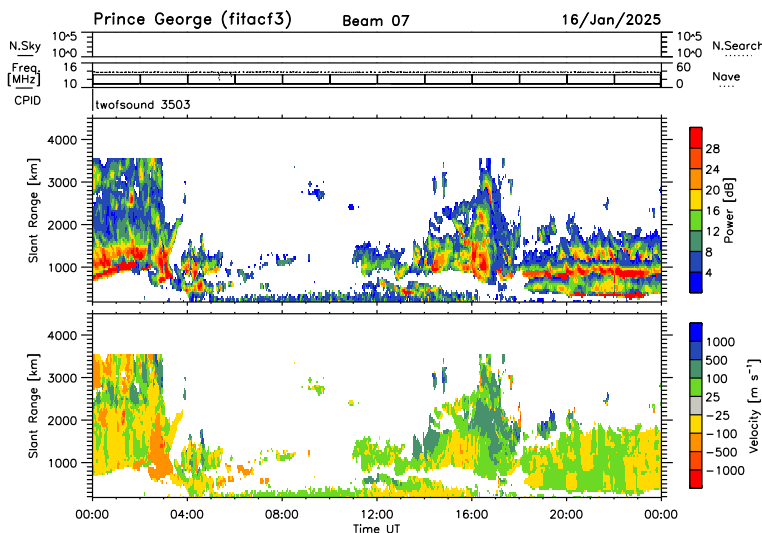 Prince George (fitacf3) Beam 07 16/Jan/2025
10^5 10^5
N.Sky N.Search
10^0 10^0
Freq. 16 60
[MHz] Nave
10 0
CPID
twofsound 3503
4000
3000
2000
1000
Slant Range [km]
28
24
20
16
12
8
4
Power [dB]
4000
3000
2000
1000
Slant Range [km]
1000
500
100
25
-25
-100
-500
-1000
Velocity [m s⁻¹]
00:00 04:00 08:00 12:00 16:00 20:00 00:00
Time UT